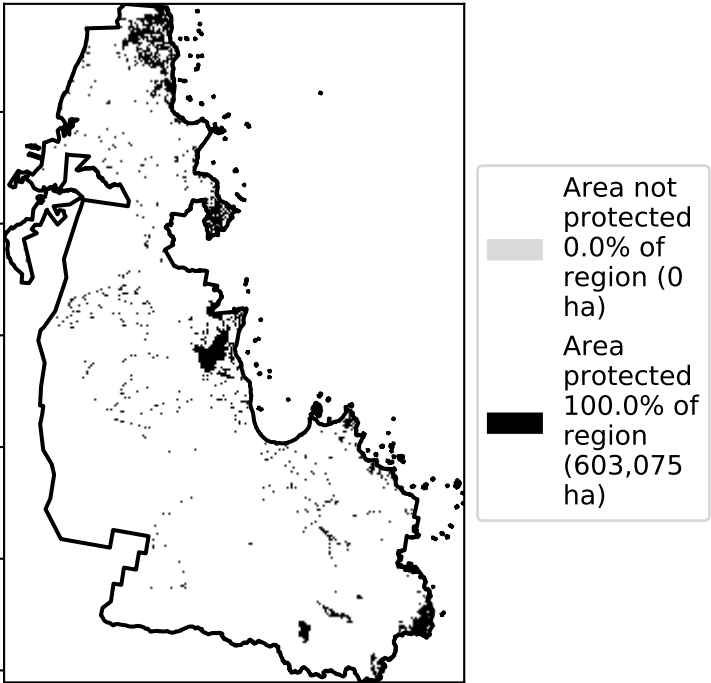 Area not
protected
0.0% of
region (0
ha)
Area
protected
100.0% of
region
(603,075
ha)